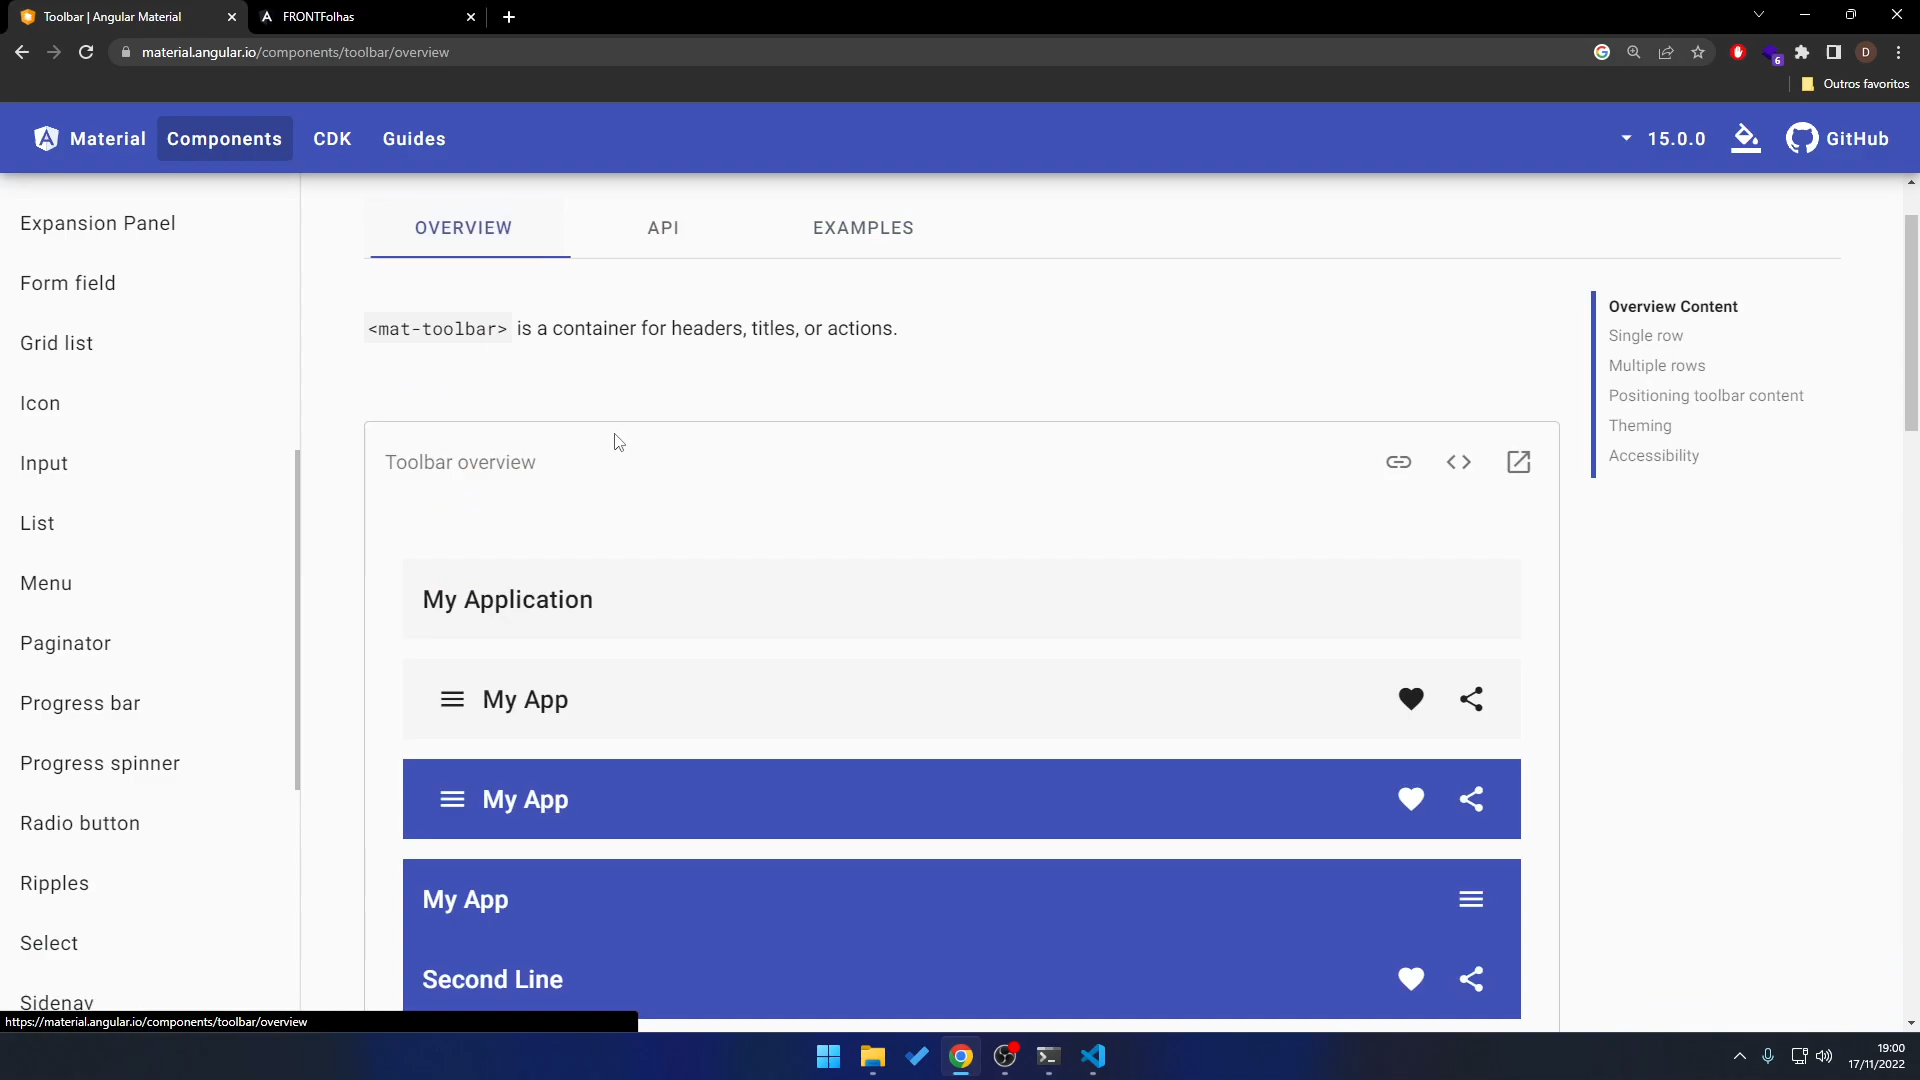 Toolbar | Angular Material
FRONTFolhas
material.angular.io/components/toolbar/overview
6
D
Outros favoritos
Material
Components
CDK
Guides
15.0.0
GitHub
Expansion Panel
Form field
Grid list
Icon
Input
List
Menu
Paginator
Progress bar
Progress spinner
Radio button
Ripples
Select
Sidenav
OVERVIEW
API
EXAMPLES
<mat-toolbar> is a container for headers, titles, or actions.
Toolbar overview
My Application
My App
My App
My App
Second Line
Overview Content
Single row
Multiple rows
Positioning toolbar content
Theming
Accessibility
https://material.angular.io/components/toolbar/overview
19:00
17/11/2022